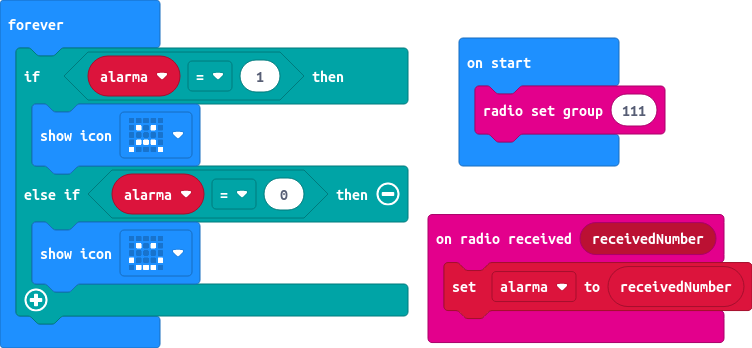 forever
if alarma = 1 then
show icon
else if alarma = 0 then
show icon
on start
radio set group 111
on radio received receivedNumber
set alarma to receivedNumber